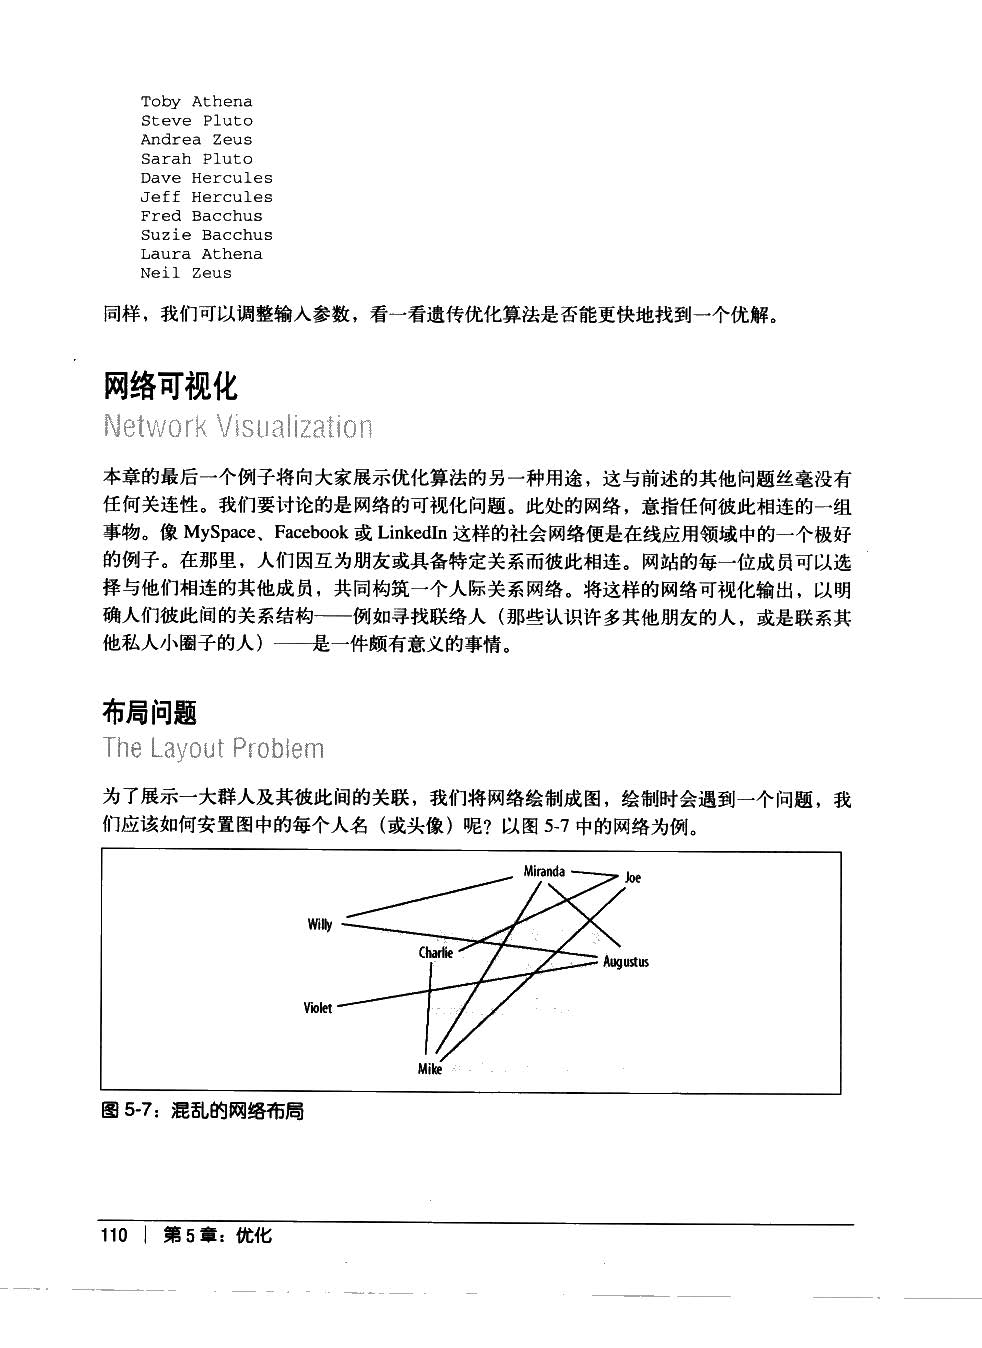 Toby Athena
Steve Pluto
Andrea Zeus
Sarah Pluto
Dave Hercules
Jeff Hercules
Fred Bacchus
Suzie Bacchus
Laura Athena
Neil Zeus
同样，我们可以调整输入参数，看一看遗传优化算法是否能更快地找到一个优解。
网络可视化
Network Visualization
本章的最后一个例子将向大家展示优化算法的另一种用途，这与前述的其他问题丝毫没有
任何关连性。我们要讨论的是网络的可视化问题。此处的网络，意指任何彼此相连的一组
事物。像 MySpace、Facebook 或 LinkedIn 这样的社会网络便是在线应用领域中的一个极好
的例子。在那里，人们因互为朋友或具备特定关系而彼此相连。网站的每一位成员可以选
择与他们相连的其他成员，共同构筑一个人际关系网络。将这样的网络可视化输出，以明
确人们彼此间的关系结构——例如寻找联络人（那些认识许多其他朋友的人，或是联系其
他私人小圈子的人）——是一件颇有意义的事情。
布局问题
The Layout Problem
为了展示一大群人及其彼此间的关联，我们将网络绘制成图，绘制时会遇到一个问题，我
们应该如何安置图中的每个人名（或头像）呢？以图 5-7 中的网络为例。
Miranda
Joe
Willy
Charlie
Augustus
Violet
Mike
图 5-7：混乱的网络布局
110 | 第 5 章：优化